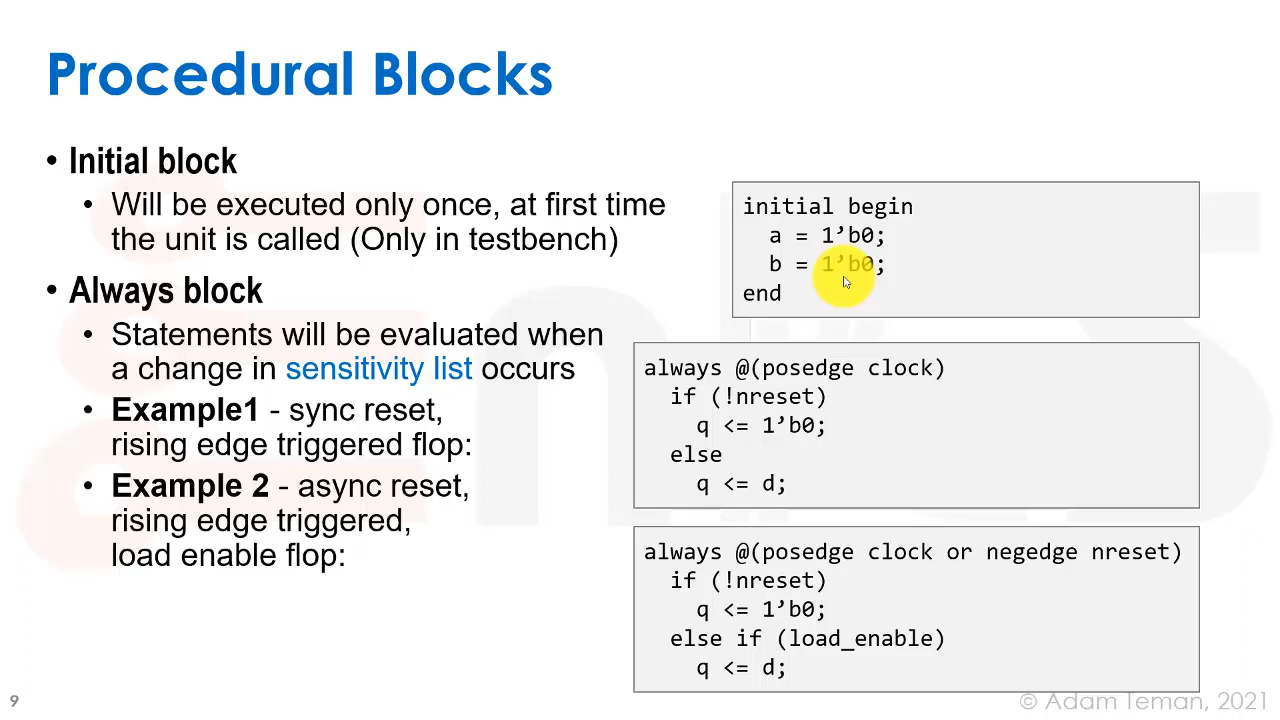 Procedural Blocks
• Initial block
• Will be executed only once, at first time
the unit is called (Only in testbench)
• Always block
• Statements will be evaluated when
a change in sensitivity list occurs
• Example1 - sync reset,
rising edge triggered flop:
• Example 2 - async reset,
rising edge triggered,
load enable flop:
initial begin
a = 1’b0;
b = 1’b0;
end
always @(posedge clock)
if (!nreset)
q <= 1’b0;
else
q <= d;
always @(posedge clock or negedge nreset)
if (!nreset)
q <= 1’b0;
else if (load_enable)
q <= d;
9
© Adam Teman, 2021